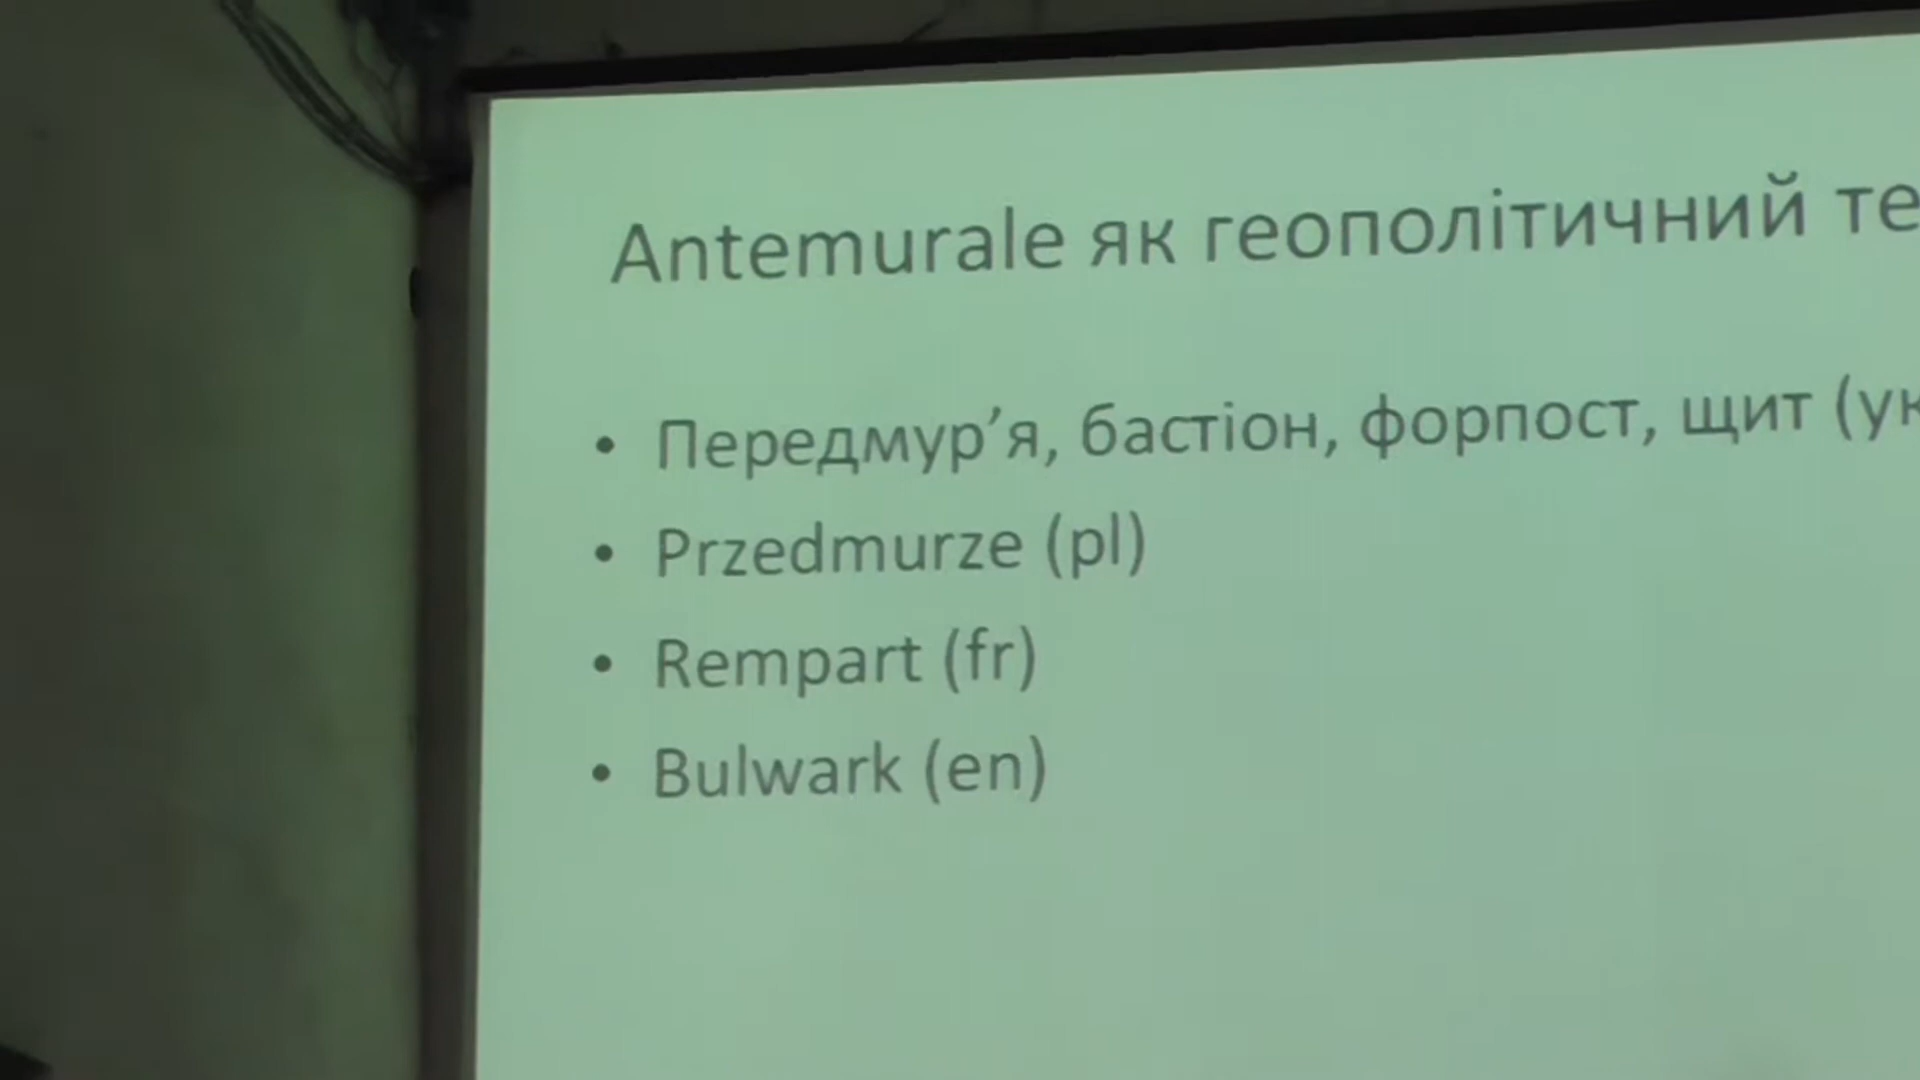 Antemurale як геополітичний те
• Передмур’я, бастіон, форпост, щит (ук
• Przedmurze (pl)
• Rempart (fr)
• Bulwark (en)